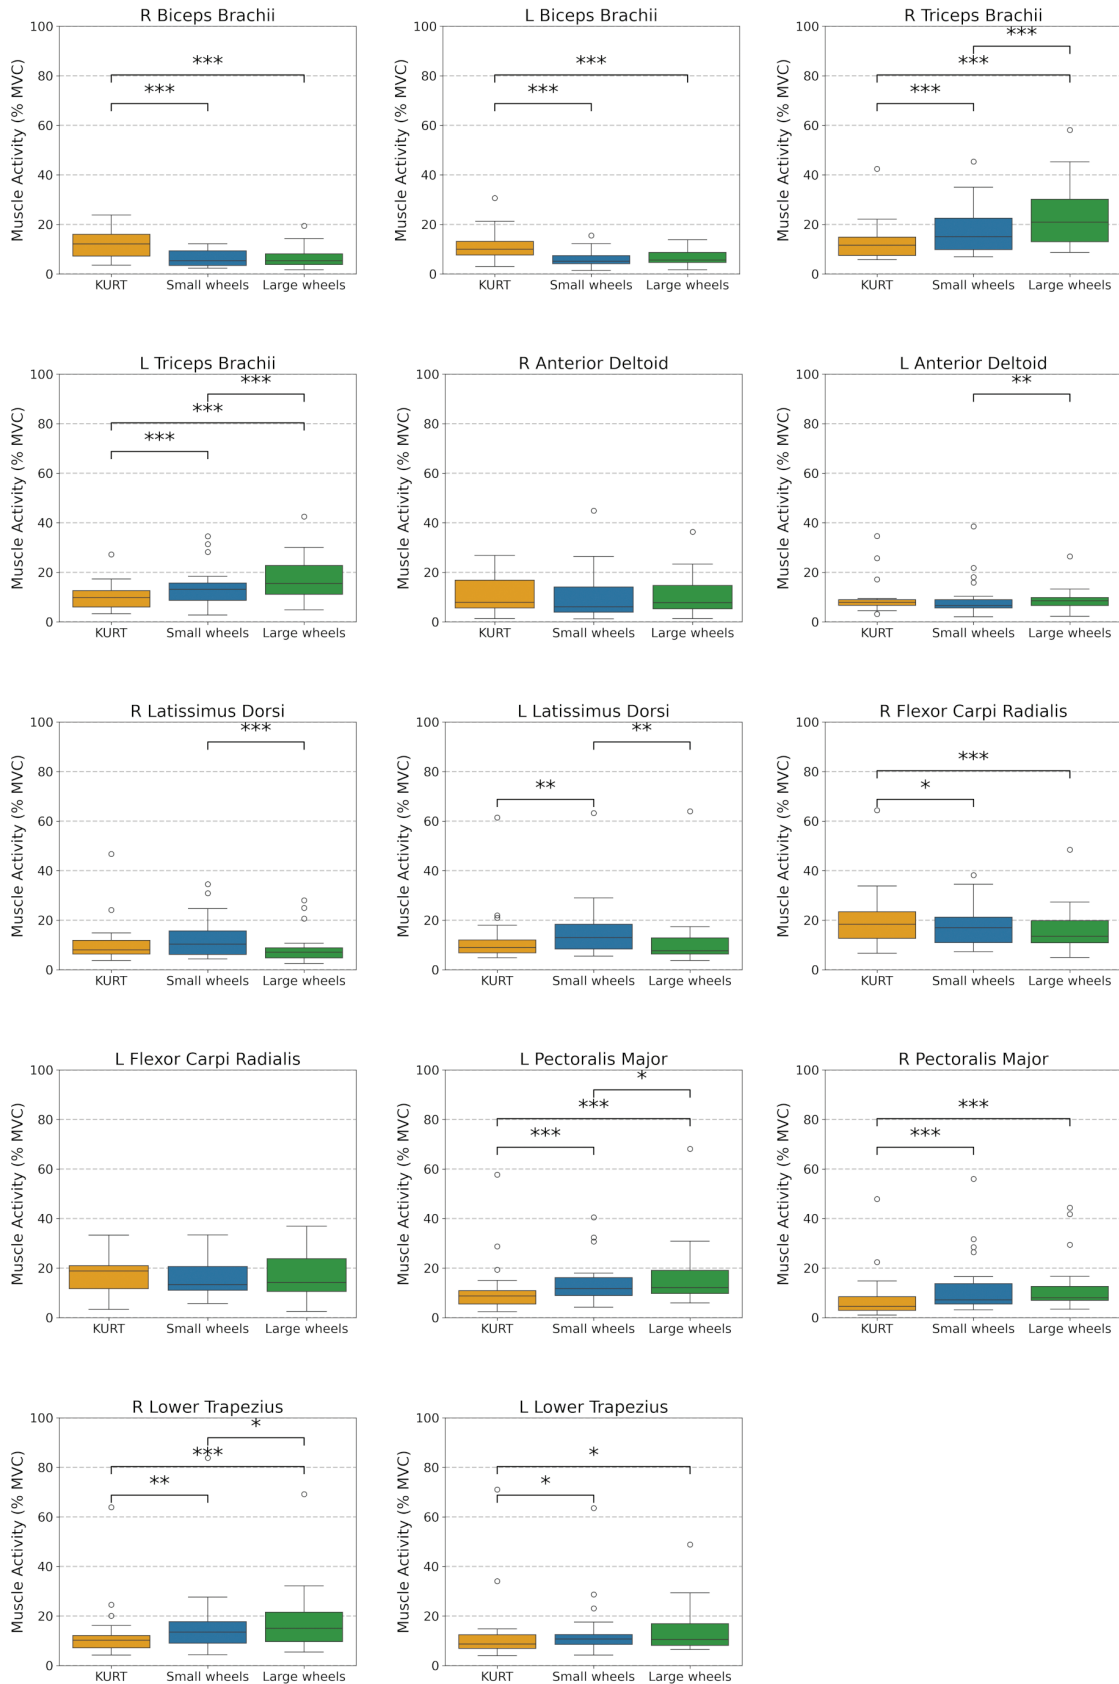 R Biceps Brachii
Muscle Activity (% MVC)
100
80
60
40
20
0
***
***
KURT Small wheels Large wheels
L Biceps Brachii
Muscle Activity (% MVC)
100
80
60
40
20
0
***
***
KURT Small wheels Large wheels
R Triceps Brachii
Muscle Activity (% MVC)
100
80
60
40
20
0
***
***
***
KURT Small wheels Large wheels
L Triceps Brachii
Muscle Activity (% MVC)
100
80
60
40
20
0
***
***
***
KURT Small wheels Large wheels
R Anterior Deltoid
Muscle Activity (% MVC)
100
80
60
40
20
0
KURT Small wheels Large wheels
L Anterior Deltoid
Muscle Activity (% MVC)
100
80
60
40
20
0
**
KURT Small wheels Large wheels
R Latissimus Dorsi
Muscle Activity (% MVC)
100
80
60
40
20
0
***
KURT Small wheels Large wheels
L Latissimus Dorsi
Muscle Activity (% MVC)
100
80
60
40
20
0
**
**
KURT Small wheels Large wheels
R Flexor Carpi Radialis
Muscle Activity (% MVC)
100
80
60
40
20
0
***
*
KURT Small wheels Large wheels
L Flexor Carpi Radialis
Muscle Activity (% MVC)
100
80
60
40
20
0
KURT Small wheels Large wheels
L Pectoralis Major
Muscle Activity (% MVC)
100
80
60
40
20
0
*
***
***
KURT Small wheels Large wheels
R Pectoralis Major
Muscle Activity (% MVC)
100
80
60
40
20
0
***
***
KURT Small wheels Large wheels
R Lower Trapezius
Muscle Activity (% MVC)
100
80
60
40
20
0
*
***
**
KURT Small wheels Large wheels
L Lower Trapezius
Muscle Activity (% MVC)
100
80
60
40
20
0
*
*
KURT Small wheels Large wheels